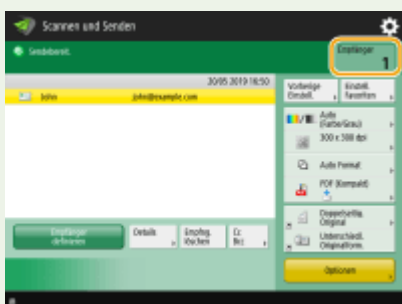 Scannen und Senden
Sendebereit.
Empfänger
1
20/05 2019 16:50
John
john@example.com
Vorherige
Einstell.
Einstell.
Favoriten
Auto
(Farbe/Grau)
300 x 300 dpi
Auto Format
PDF (Kompakt)
Doppelseitig.
Original
Unterschiedl.
Originalform.
Empfänger
definieren
Details
Empfng.
löschen
Cc
Bcc
Optionen